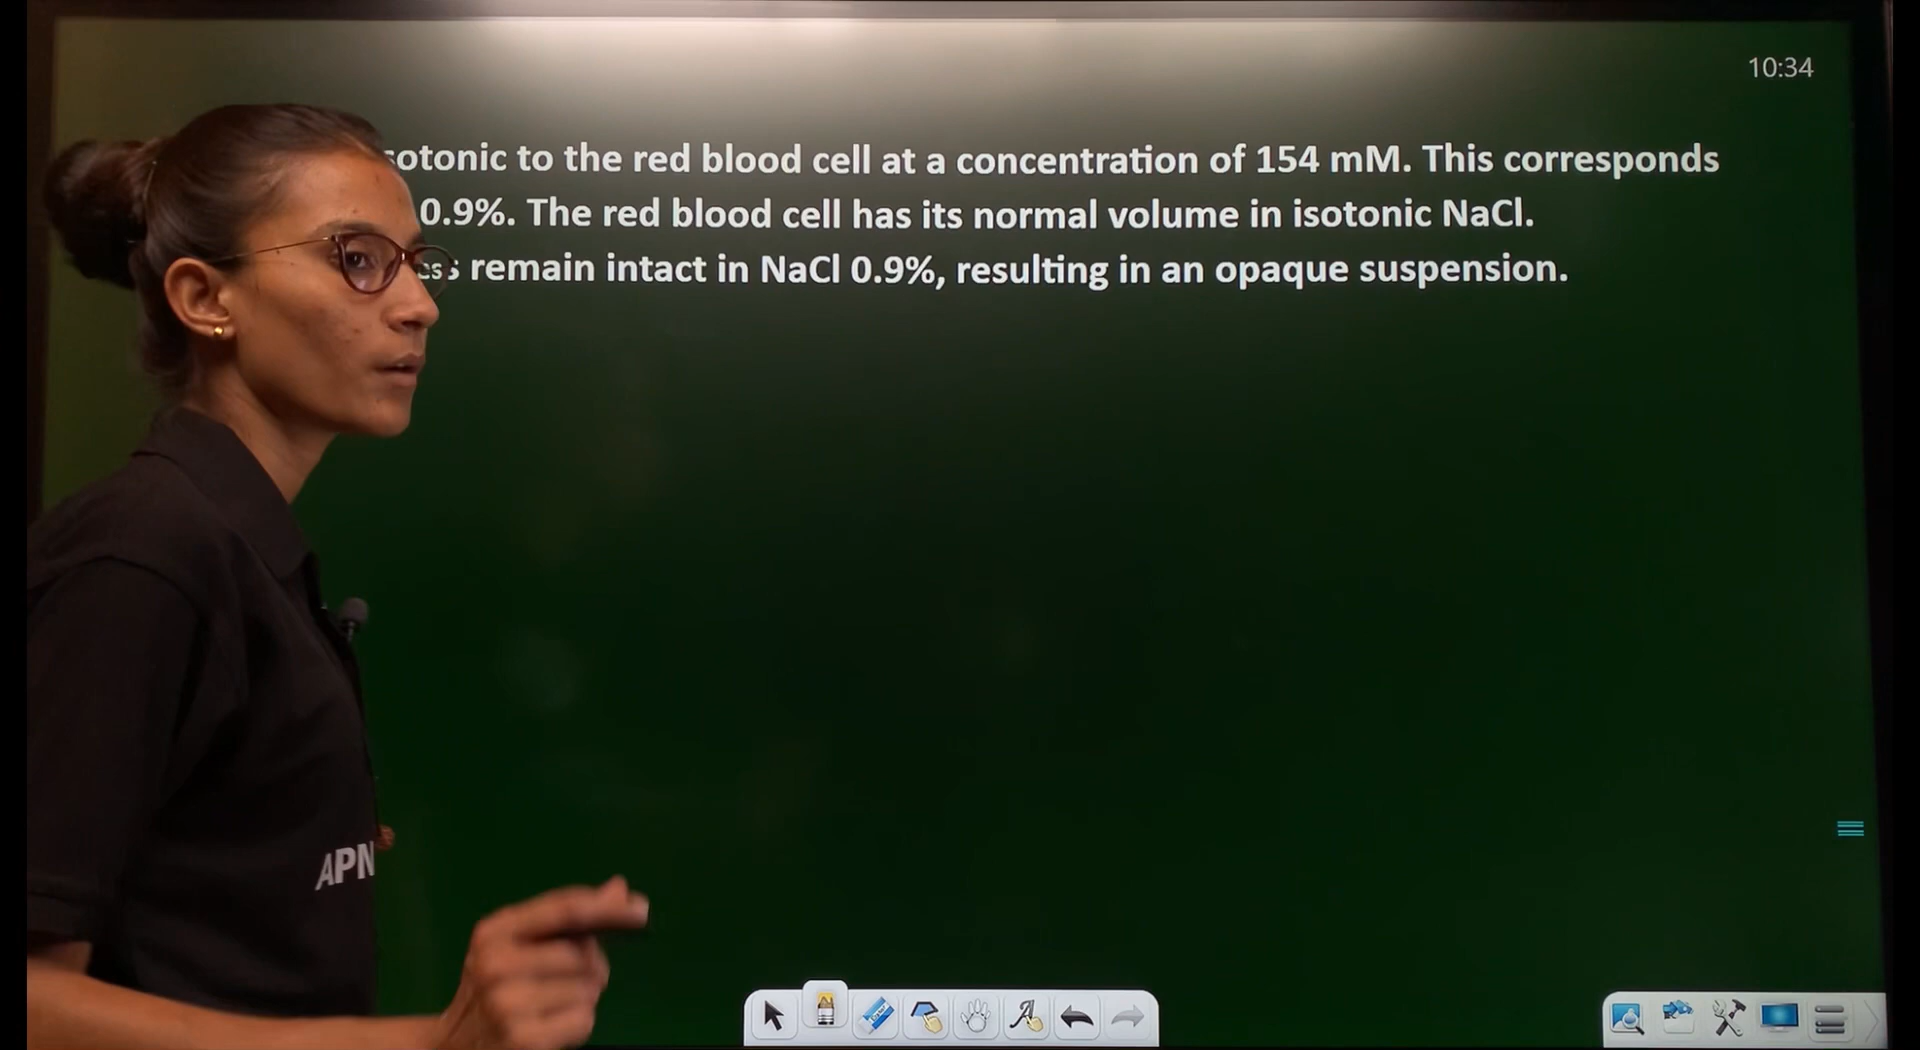 10:34
sotonic to the red blood cell at a concentration of 154 mM. This corresponds
0.9%. The red blood cell has its normal volume in isotonic NaCl.
remain intact in NaCl 0.9%, resulting in an opaque suspension.
APN